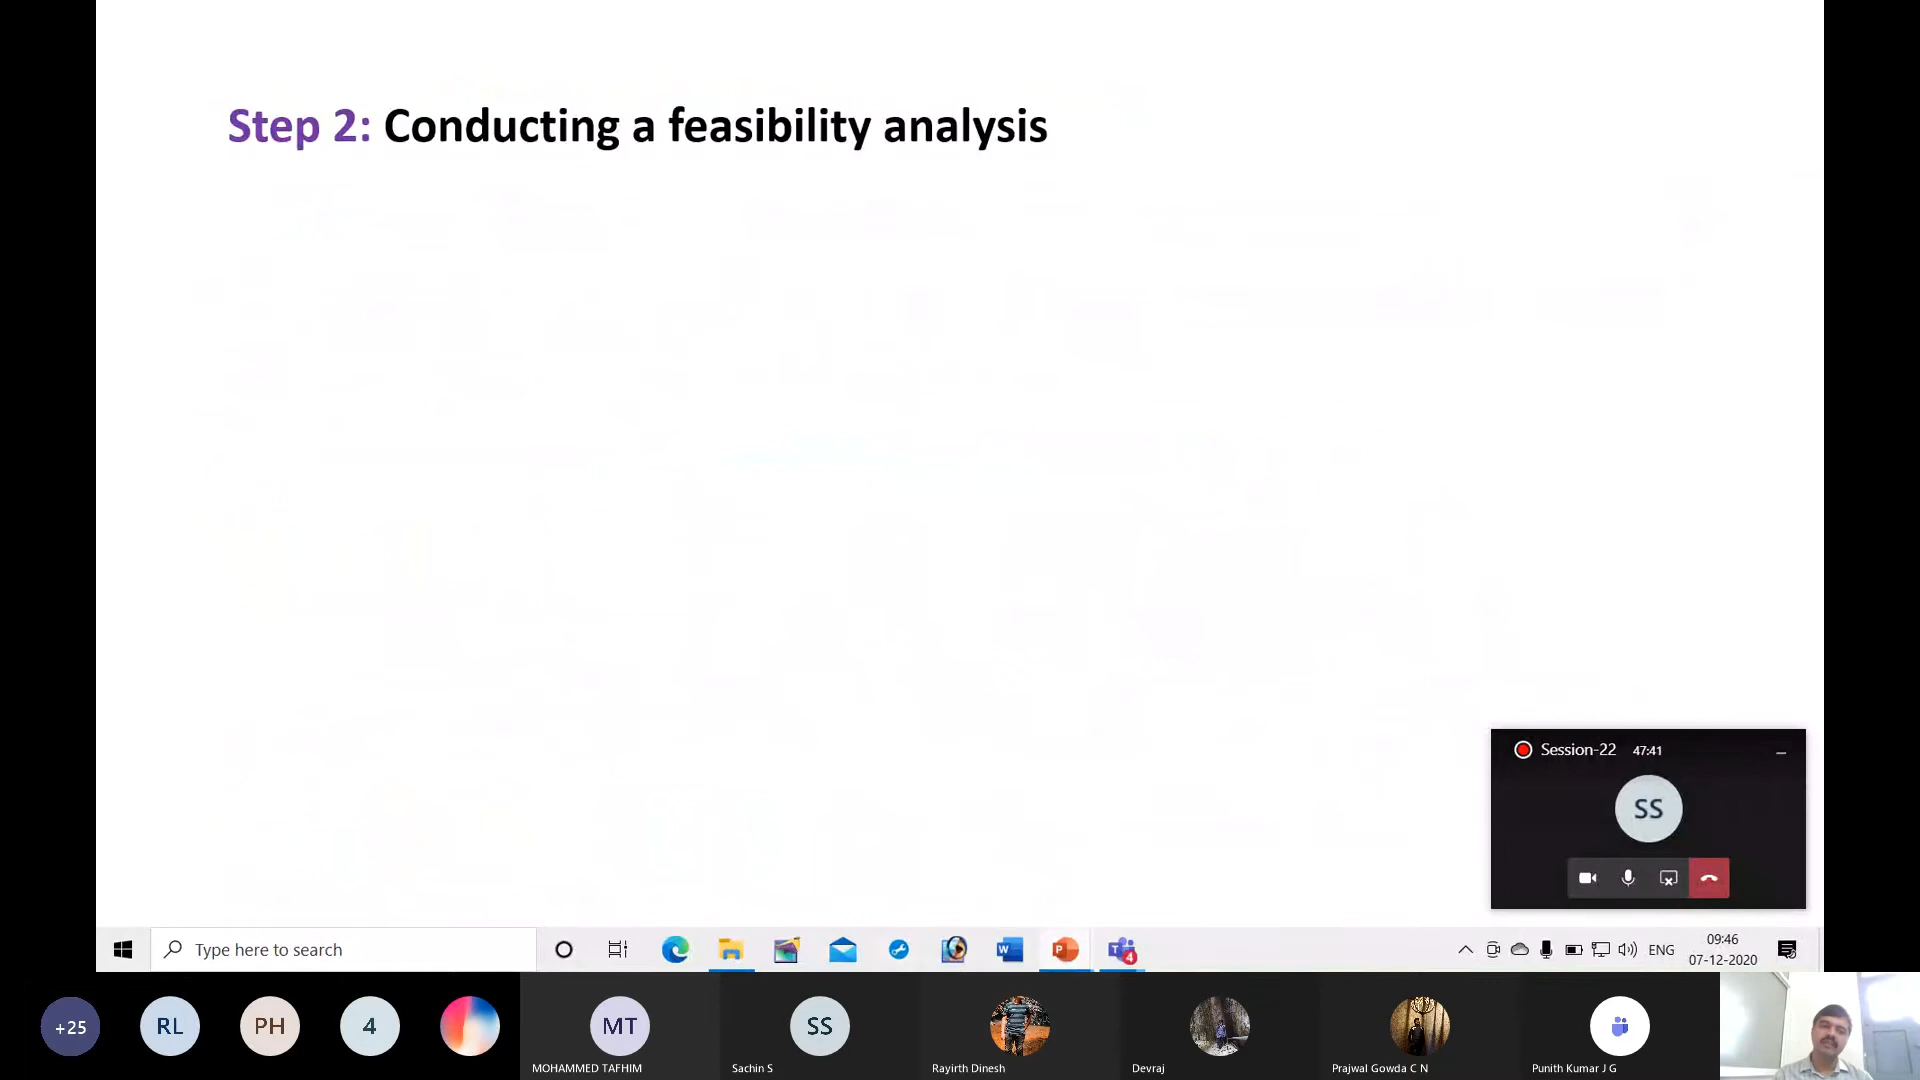 Step 2: Conducting a feasibility analysis
Session-22 47:41
SS
Type here to search
W
P
T
4
ENG
09:46
07-12-2020
+25
RL
PH
4
MT
SS
MOHAMMED TAFHIM
Sachin S
Rayirth Dinesh
Devraj
Prajwal Gowda C N
Punith Kumar J G